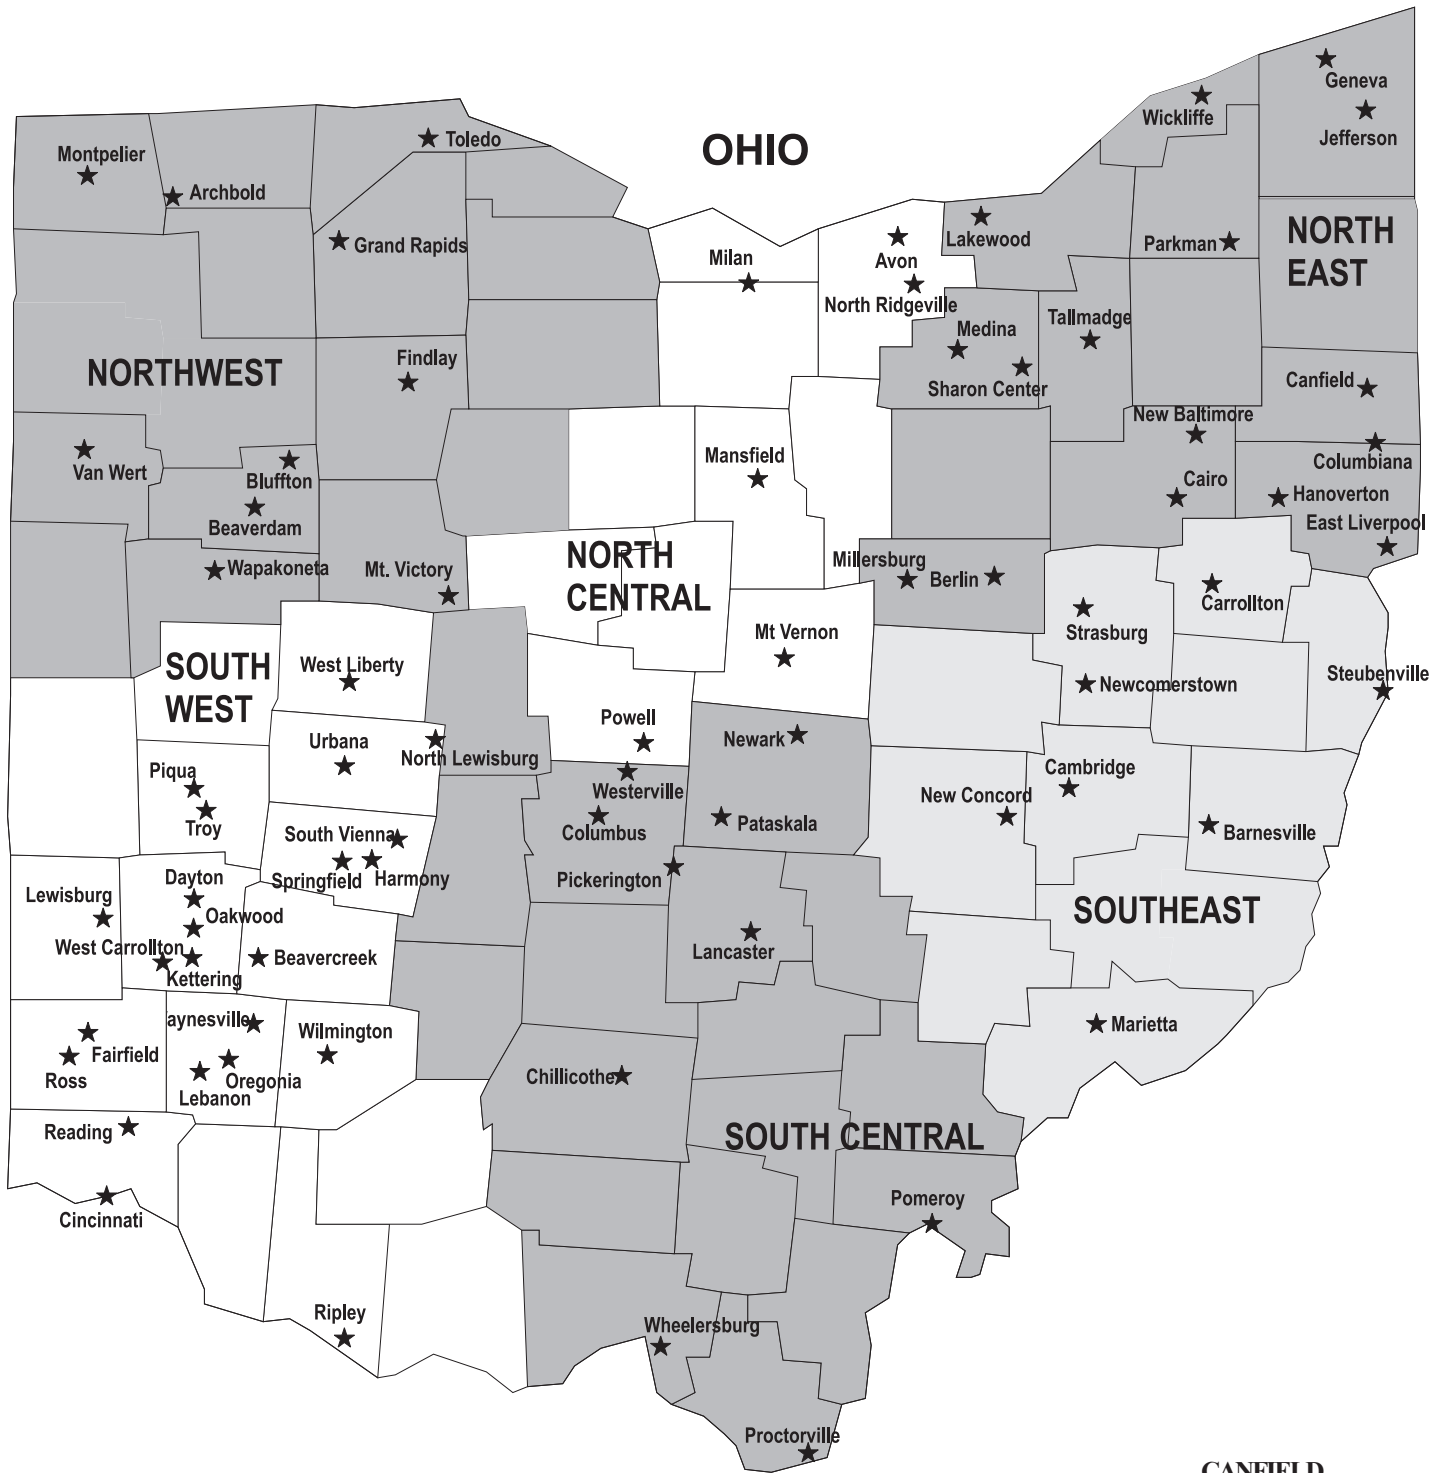 Geneva
Wickliffe
Jefferson
OHIO
Toledo
Montpelier
Archbold
Grand Rapids
Lakewood
Parkman
NORTH
EAST
Milan
Avon
North Ridgeville
Medina
Tallmadge
Sharon Center
Canfield
NORTHWEST
Findlay
New Baltimore
Columbiana
Van Wert
Bluffton
Mansfield
Cairo
Hanoverton
Beaverdam
East Liverpool
NORTH
CENTRAL
Wapakoneta
Mt. Victory
Millersburg
Berlin
Carrollton
Strasburg
Mt Vernon
SOUTH
WEST
West Liberty
Newcomerstown
Steubenville
Powell
Urbana
North Lewisburg
Newark
Piqua
Troy
Westerville
Columbus
Pataskala
Cambridge
New Concord
Barnesville
South Vienna
Springfield
Harmony
Pickerington
Dayton
Lewisburg
Oakwood
West Carrollton
Kettering
Beavercreek
Lancaster
SOUTHEAST
aynesville
Wilmington
Marietta
Fairfield
Ross
Oregonia
Lebanon
Chillicothe
Reading
SOUTH CENTRAL
Cincinnati
Pomeroy
Ripley
Wheelersburg
Proctorville
CANFIELD